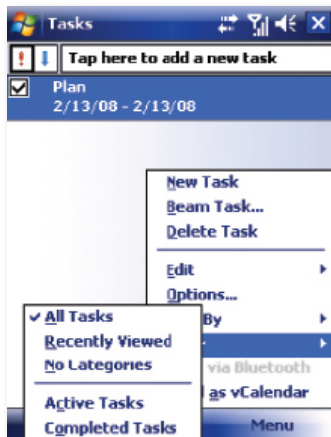 Tasks
Tap here to add a new task
Plan
2/13/08 - 2/13/08
New Task
Beam Task...
Delete Task
Edit
Options...
By
via Bluetooth
as vCalendar
All Tasks
Recently Viewed
No Categories
Active Tasks
Completed Tasks
Menu